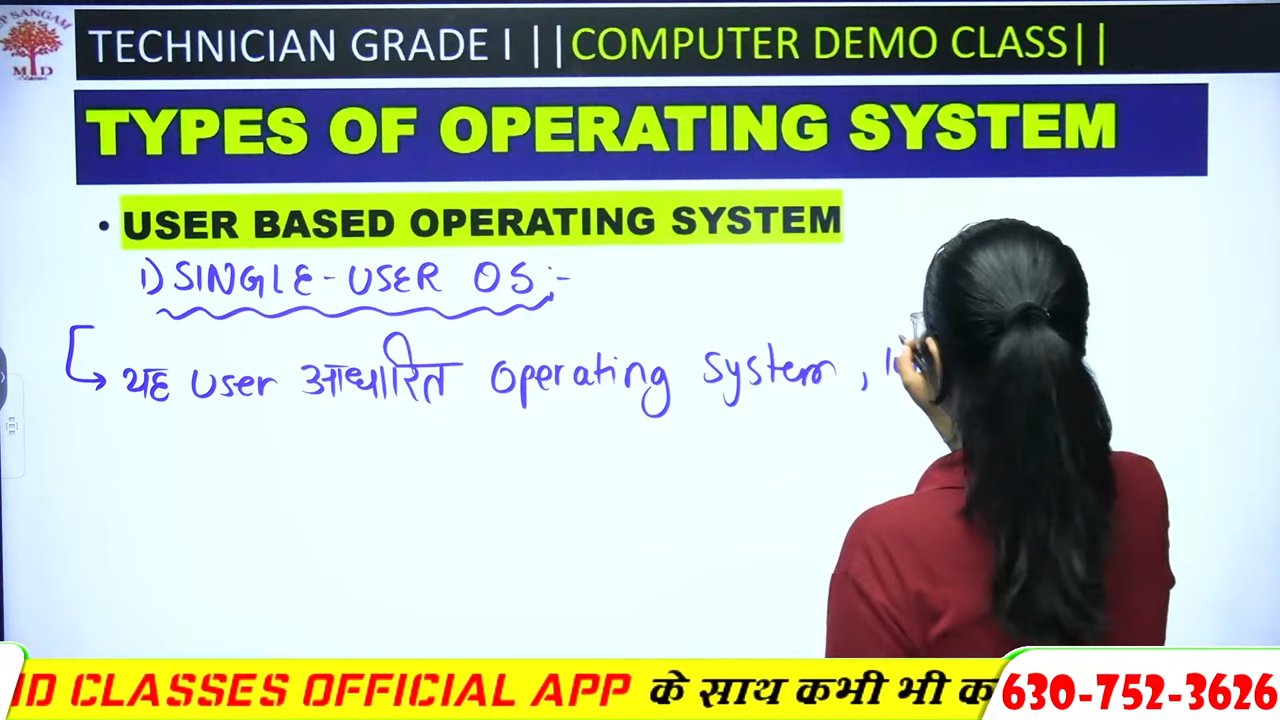 SANGAM
M D
TECHNICIAN GRADE I ||COMPUTER DEMO CLASS||
TYPES OF OPERATING SYSTEM
• USER BASED OPERATING SYSTEM
1) SINGLE-USER OS :-
यह user आधारित operating system ,
ID CLASSES OFFICIAL APP के साथ कभी भी
630-752-3626